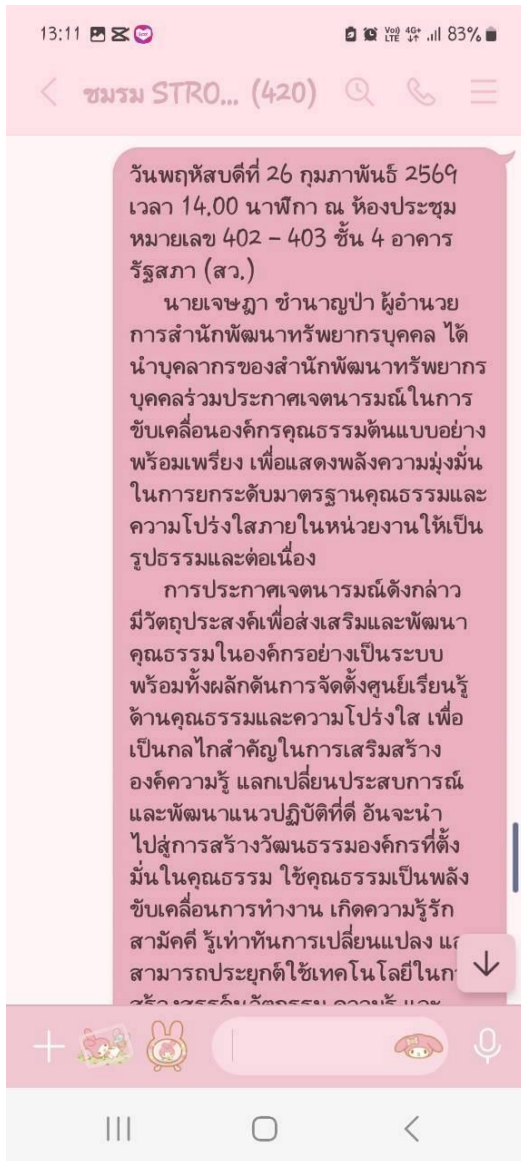 13:11
Voo) 4G+ LTE 83%
ชมรม STRO... (420)
วันพฤหัสบดีที่ 26 กุมภาพันธ์ 2569
เวลา 14.00 นาฬิกา ณ ห้องประชุม
หมายเลข 402 – 403 ชั้น 4 อาคาร
รัฐสภา (สว.)
นายเจษฎา ชำนาญป่า ผู้อำนวย
การสำนักพัฒนาทรัพยากรบุคคล ได้
นำบุคลากรของสำนักพัฒนาทรัพยากร
บุคคลร่วมประกาศเจตนารมณ์ในการ
ขับเคลื่อนองค์กรคุณธรรมต้นแบบอย่าง
พร้อมเพรียง เพื่อแสดงพลังความมุ่งมั่น
ในการยกระดับมาตรฐานคุณธรรมและ
ความโปร่งใสภายในหน่วยงานให้เป็น
รูปธรรมและต่อเนื่อง
การประกาศเจตนารมณ์ดังกล่าว
มีวัตถุประสงค์เพื่อส่งเสริมและพัฒนา
คุณธรรมในองค์กรอย่างเป็นระบบ
พร้อมทั้งผลักดันการจัดตั้งศูนย์เรียนรู้
ด้านคุณธรรมและความโปร่งใส เพื่อ
เป็นกลไกสำคัญในการเสริมสร้าง
องค์ความรู้ แลกเปลี่ยนประสบการณ์
และพัฒนาแนวปฏิบัติที่ดี อันจะนำ
ไปสู่การสร้างวัฒนธรรมองค์กรที่ตั้ง
มั่นในคุณธรรม ใช้คุณธรรมเป็นพลัง
ขับเคลื่อนการทำงาน เกิดความรู้รัก
สามัคคี รู้เท่าทันการเปลี่ยนแปลง แล
สามารถประยุกต์ใช้เทคโนโลยีในก